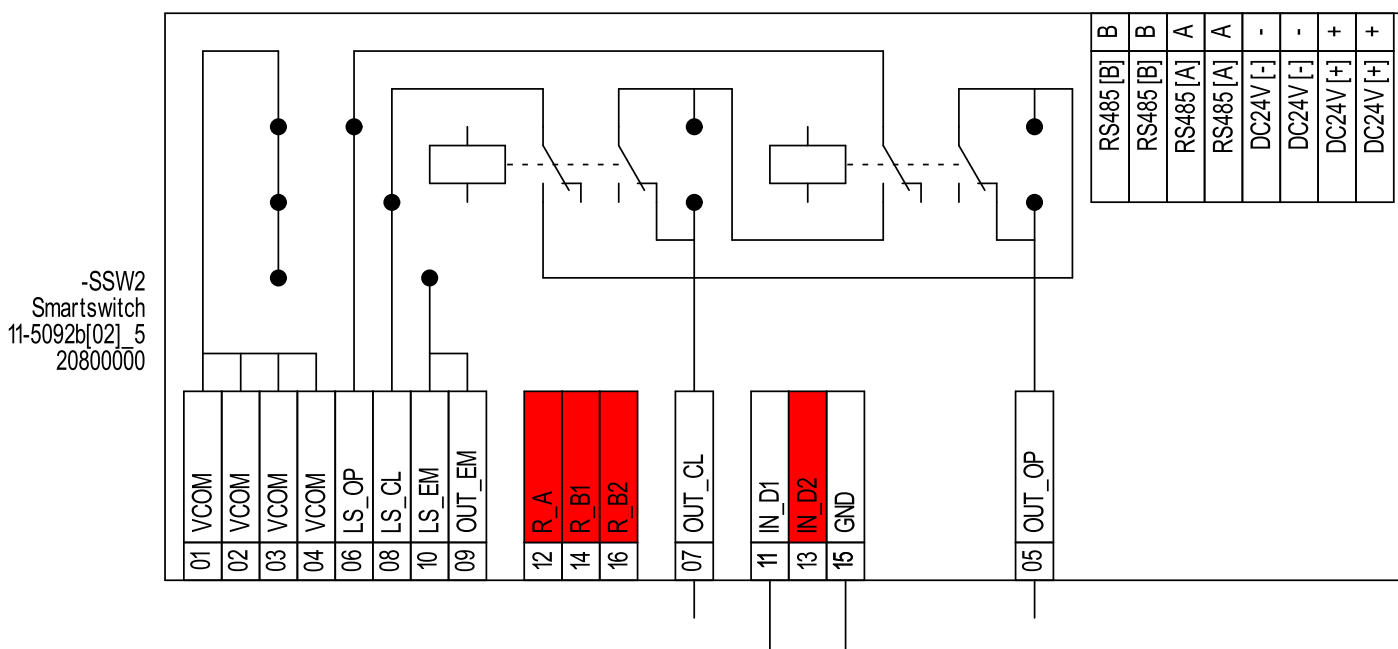 B
B
A
A
-
-
+
+
RS485 [B]
RS485 [B]
RS485 [A]
RS485 [A]
DC24V [-]
DC24V [-]
DC24V [+]
DC24V [+]
-SSW2
Smartswitch
11-5092b[02]_5
20800000
VCOM
VCOM
VCOM
VCOM
LS_OP
LS_CL
LS_EM
OUT_EM
R_A
R_B1
R_B2
OUT_CL
IN_D1
IN_D2
GND
OUT_OP
01
02
03
04
06
08
10
09
12
14
16
07
11
13
15
05